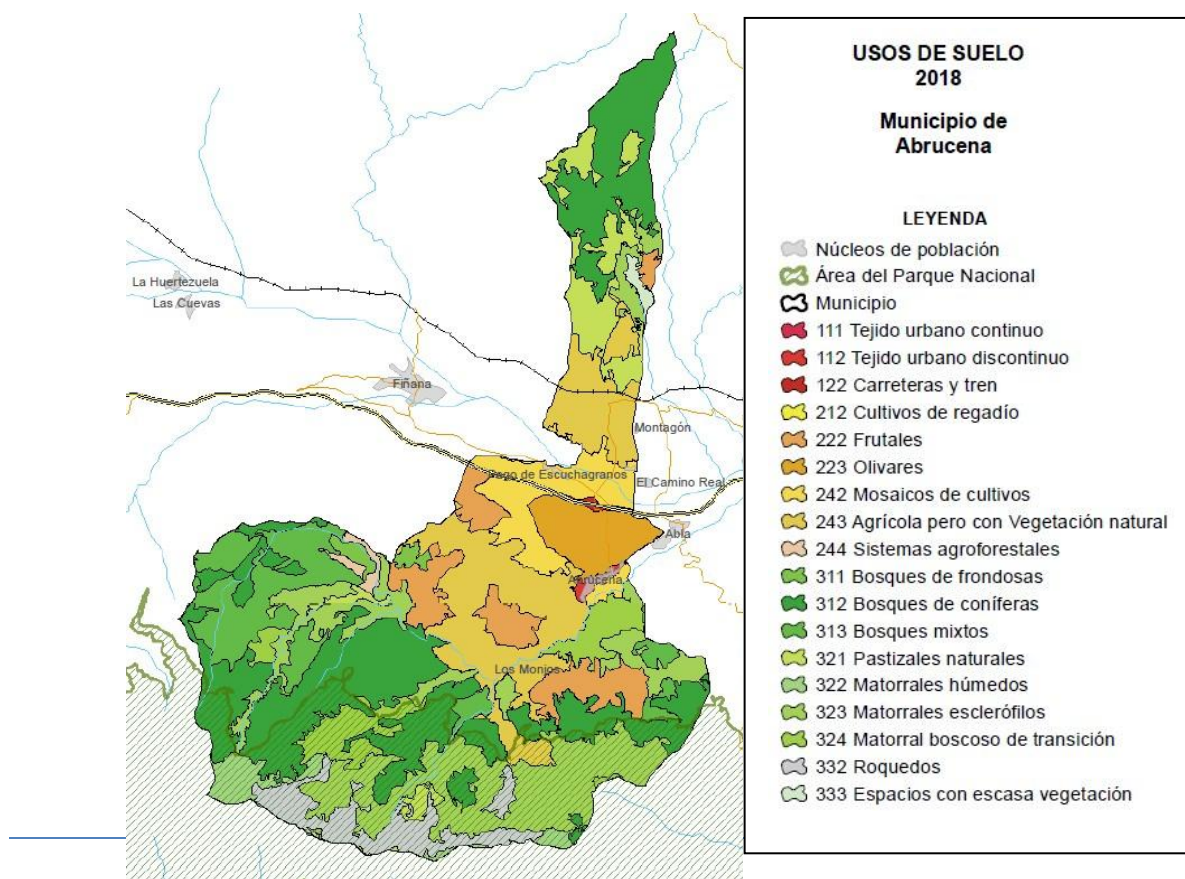 USOS DE SUELO
2018
Municipio de
Abrucena
LEYENDA
Núcleos de población
Área del Parque Nacional
Municipio
111 Tejido urbano continuo
112 Tejido urbano discontinuo
122 Carreteras y tren
212 Cultivos de regadío
222 Frutales
223 Olivares
242 Mosaicos de cultivos
243 Agrícola pero con Vegetación natural
244 Sistemas agroforestales
311 Bosques de frondosas
312 Bosques de coníferas
313 Bosques mixtos
321 Pastizales naturales
322 Matorrales húmedos
323 Matorrales esclerófilos
324 Matorral boscoso de transición
332 Roquedos
333 Espacios con escasa vegetación
La Huertezuela
Las Cuevas
Fiñana
Montagón
Pago de Escuchagranos
El Camino Real
Abla
Abrucena
Los Monjos